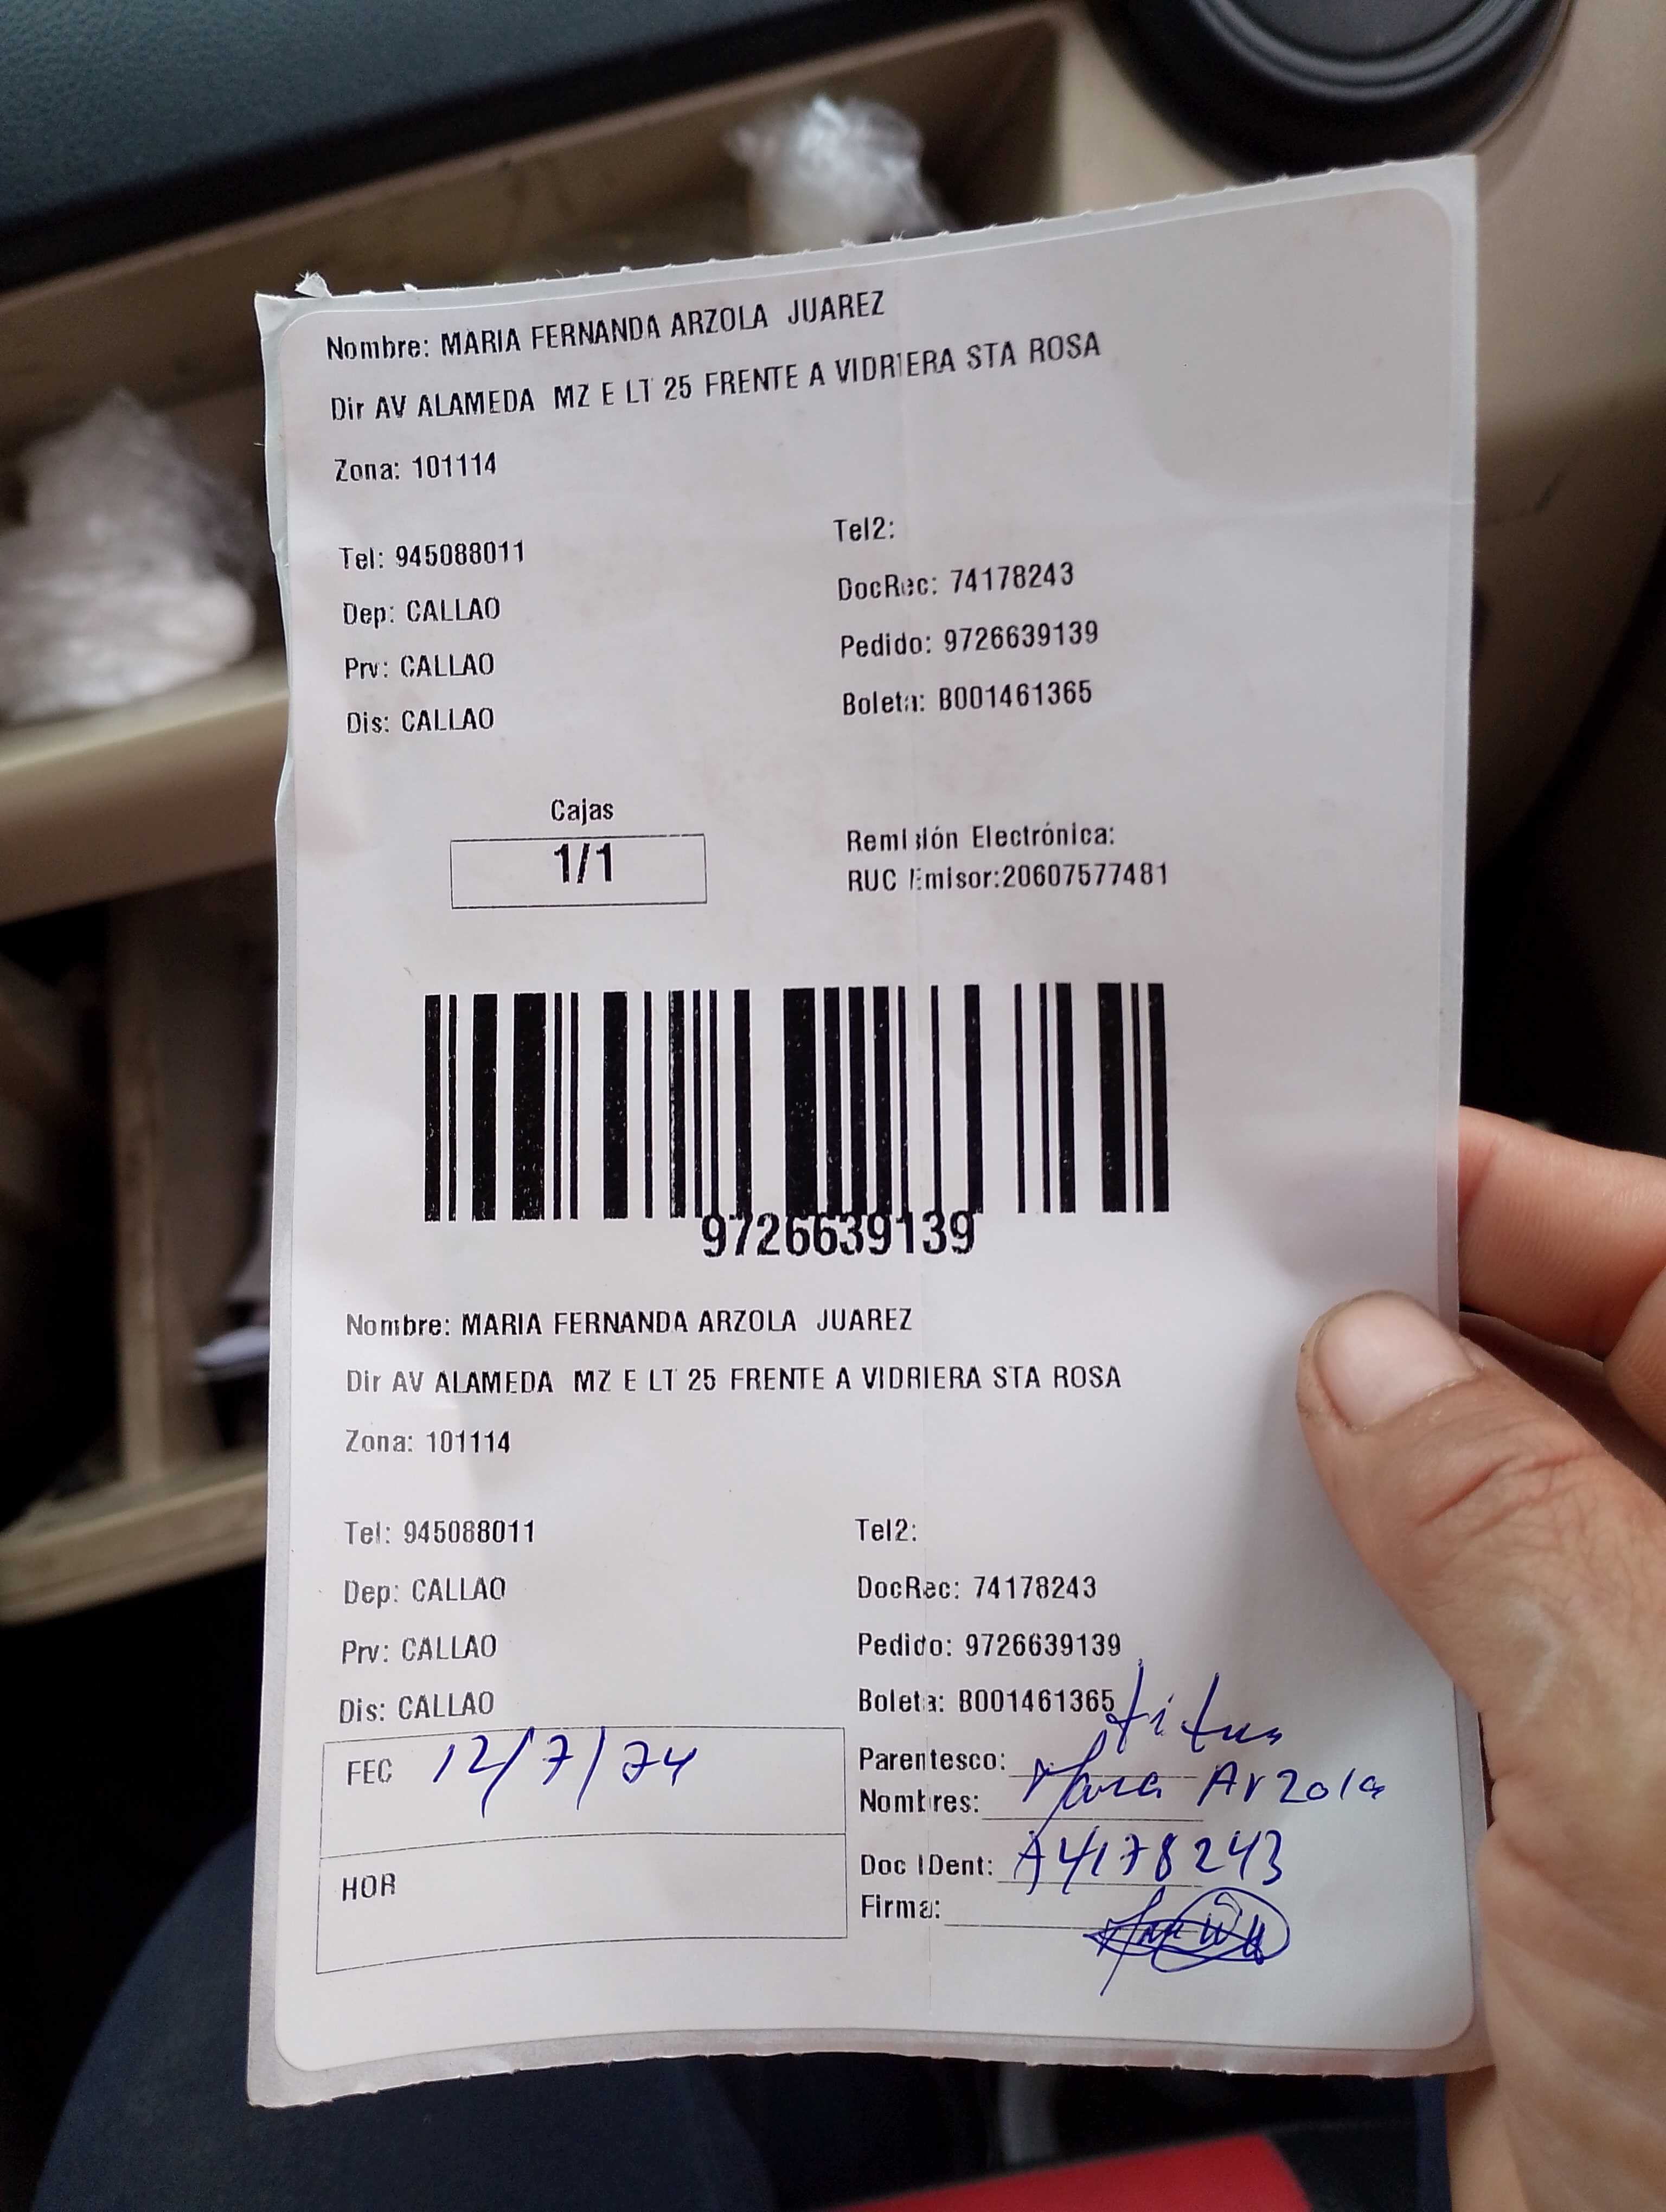 Nombre: MARIA FERNANDA ARZOLA JUAREZ
Dir AV ALAMEDA MZ E LT 25 FRENTE A VIDRIERA STA ROSA
Zona: 101114
Tel: 945088011
Tel2:
Dep: CALLAO
DocRec: 74178243
Prv: CALLAO
Pedido: 9726639139
Dis: CALLAO
Boleta: B001461365
Cajas
1/1
Remisión Electrónica:
RUC Emisor:20607577481
9726639139
Nombre: MARIA FERNANDA ARZOLA JUAREZ
Dir AV ALAMEDA MZ E LT 25 FRENTE A VIDRIERA STA ROSA
Zona: 101114
Tel: 945088011
Tel2:
Dep: CALLAO
DocRec: 74178243
Prv: CALLAO
Pedido: 9726639139
Dis: CALLAO
Boleta: B001461365
FEC 12/7/24
Parentesco:
Nombres: Arzola
HOR
Doc IDent: 74178243
Firma: